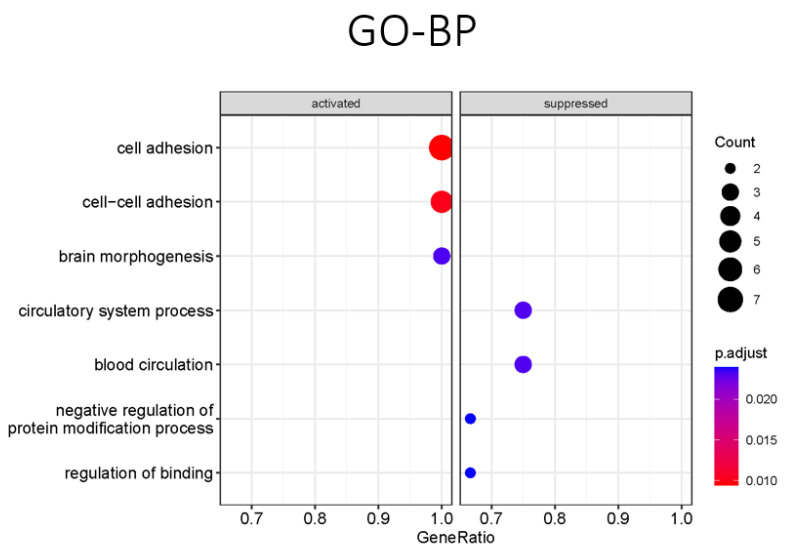 GO-BP
activated
suppressed
cell adhesion
cell−cell adhesion
brain morphogenesis
circulatory system process
blood circulation
negative regulation of
protein modification process
regulation of binding
0.7 0.8 0.9 1.0 0.7 0.8 0.9 1.0
GeneRatio
Count
2
3
4
5
6
7
p.adjust
0.020
0.015
0.010